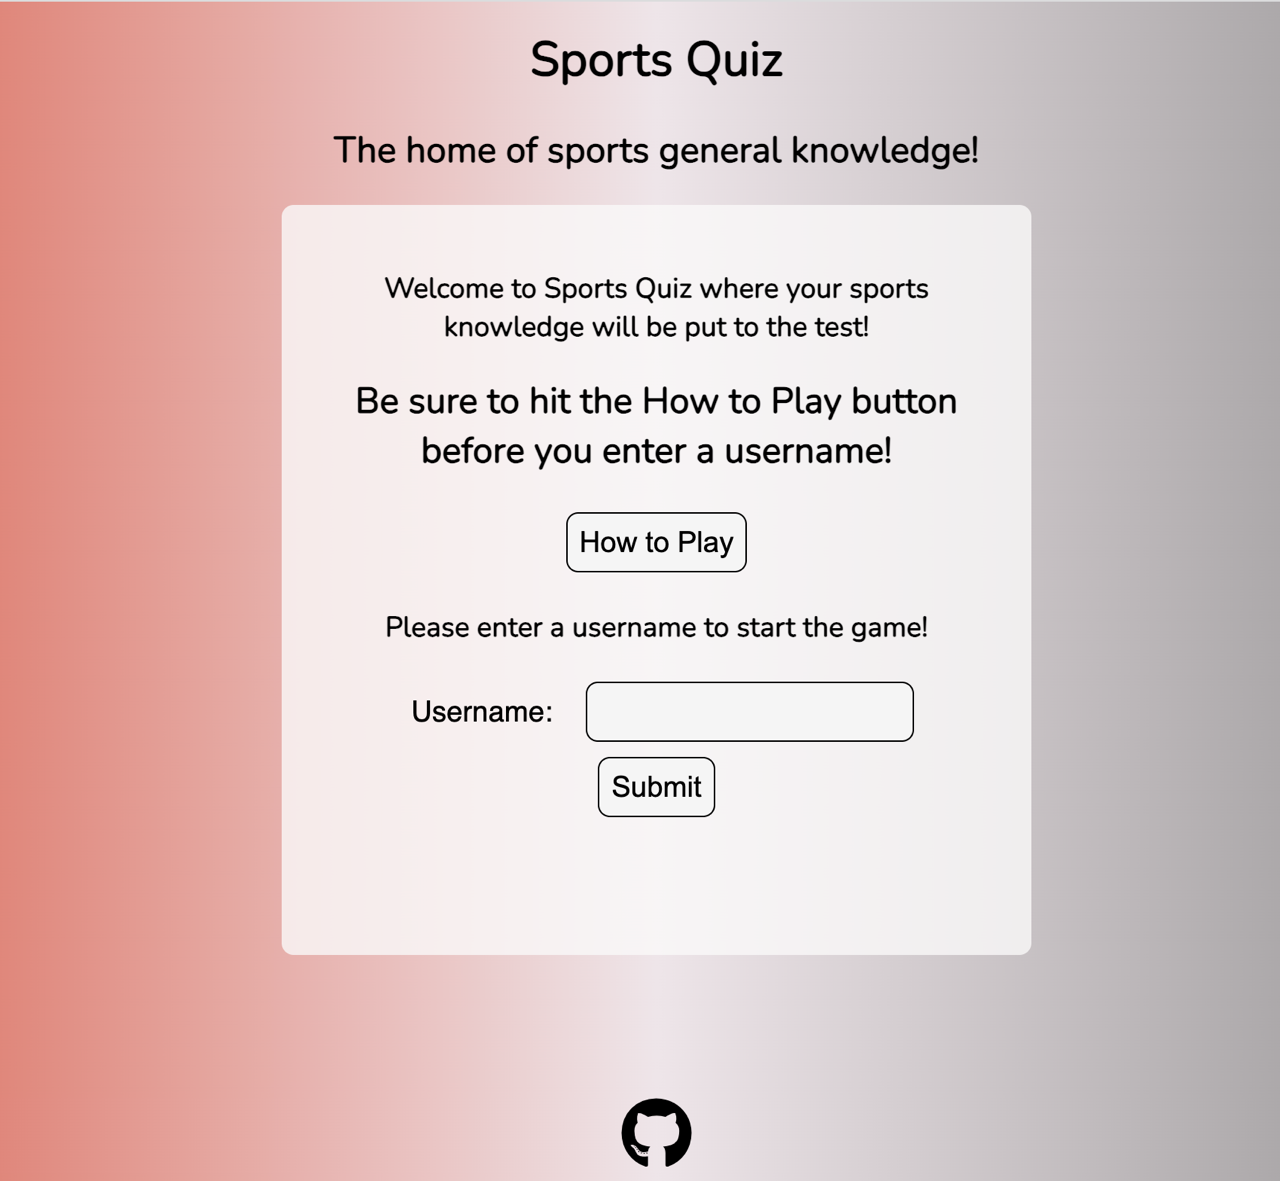 Sports Quiz
The home of sports general knowledge!
Welcome to Sports Quiz where your sports
knowledge will be put to the test!
Be sure to hit the How to Play button
before you enter a username!
How to Play
Please enter a username to start the game!
Username:
Submit